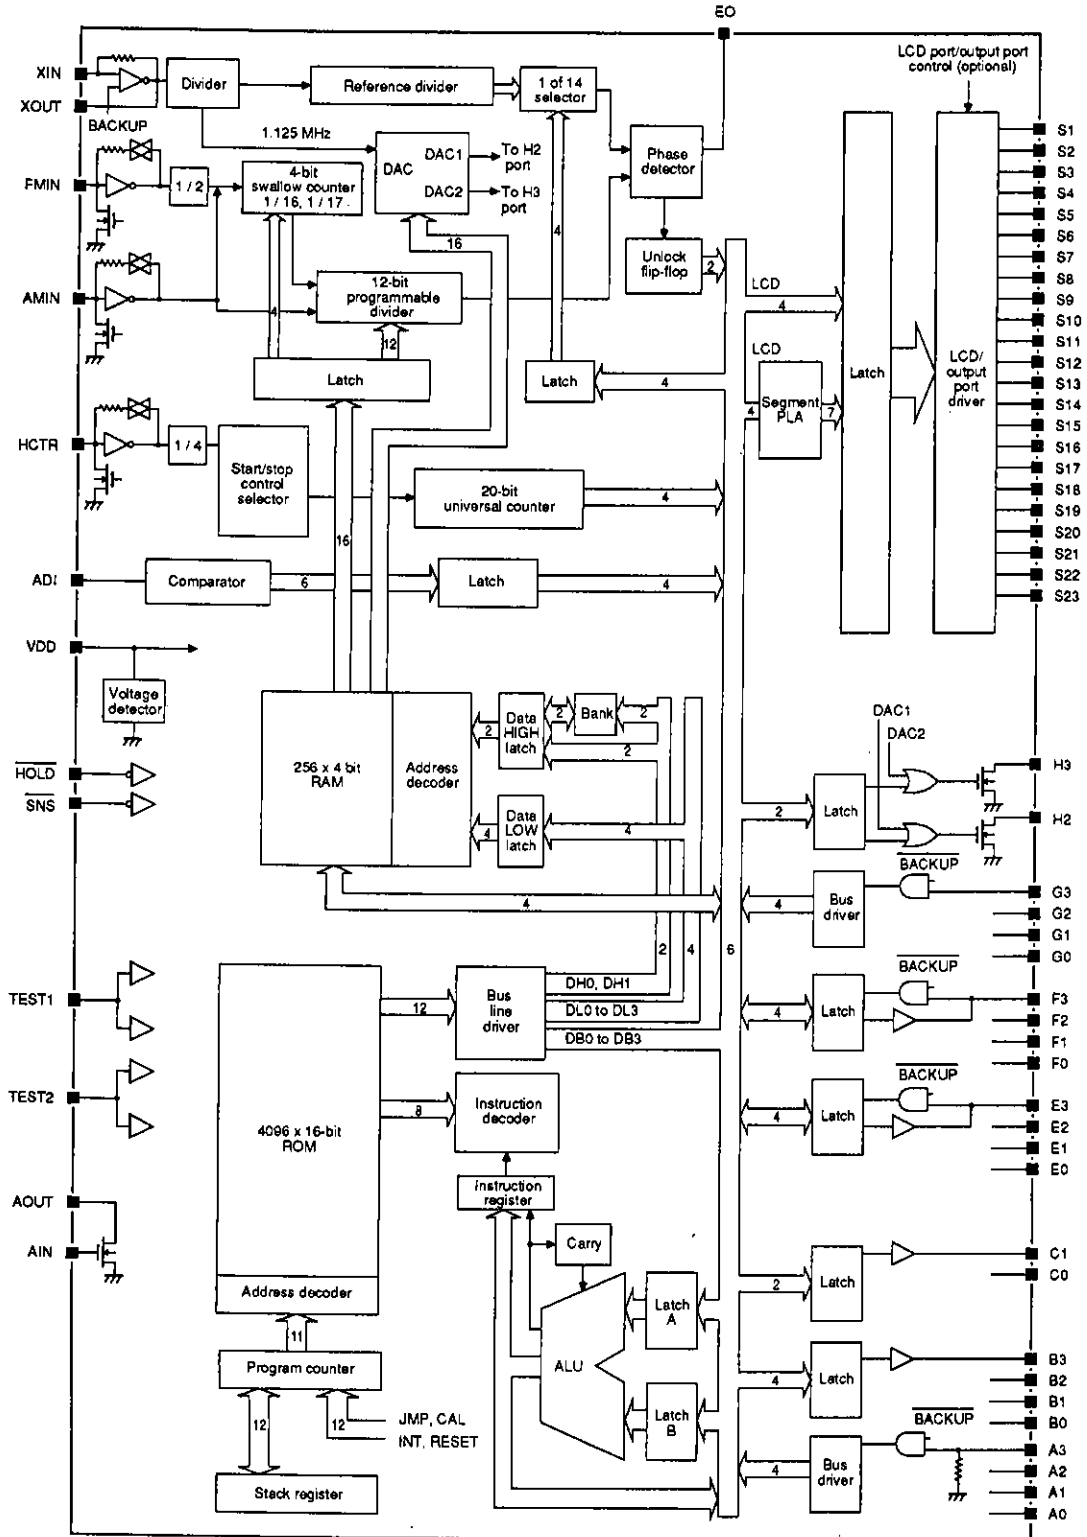 EO
LCD port/output port
control (optional)
XIN
XOUT
BACKUP
Divider
Reference divider
1 of 14
selector
1.125 MHz
FMIN
1 / 2
4-bit
swallow counter
1 / 16, 1 / 17
DAC
DAC1
DAC2
To H2
port
To H3
port
Phase
detector
16
4
Unlock
flip-flop
2
AMIN
12-bit
programmable
divider
4
12
Latch
Latch
4
LCD
4
LCD
4
Segment
PLA
7
Latch
LCD/
output
port
driver
S1
S2
S3
S4
S5
S6
S7
S8
S9
S10
S11
S12
S13
S14
S15
S16
S17
S18
S19
S20
S21
S22
S23
HCTR
1 / 4
Start/stop
control
selector
20-bit
universal counter
4
16
ADI
Comparator
6
Latch
4
VDD
Voltage
detector
HOLD
SNS
256 x 4 bit
RAM
Address
decoder
2
Data
HIGH
latch
2
Bank
2
2
4
Data
LOW
latch
4
4
DAC1
DAC2
2
Latch
H3
H2
BACKUP
4
Bus
driver
G3
G2
G1
G0
2
4
6
TEST1
TEST2
4096 x 16-bit
ROM
12
Bus
line
driver
DH0, DH1
DL0 to DL3
DB0 to DB3
8
Instruction
decoder
Instruction
register
BACKUP
4
Latch
F3
F2
F1
F0
BACKUP
4
Latch
E3
E2
E1
E0
AOUT
AIN
Address decoder
11
Program counter
12
12
JMP, CAL
INT, RESET
Stack register
Carry
ALU
Latch
A
Latch
B
2
Latch
C1
C0
4
Latch
B3
B2
B1
B0
BACKUP
4
Bus
driver
A3
A2
A1
A0